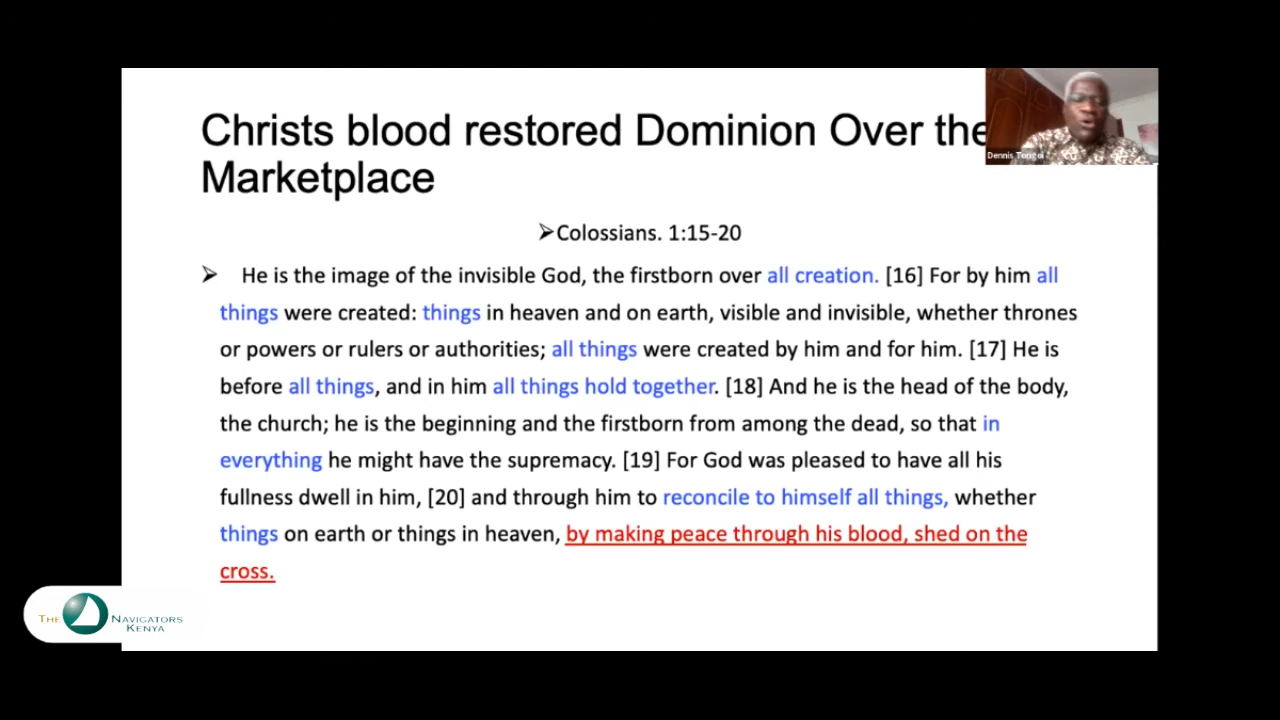 Christs blood restored Dominion Over the
Marketplace
Dennis Tongoi
➢Colossians. 1:15-20
➢ He is the image of the invisible God, the firstborn over all creation. [16] For by him all
things were created: things in heaven and on earth, visible and invisible, whether thrones
or powers or rulers or authorities; all things were created by him and for him. [17] He is
before all things, and in him all things hold together. [18] And he is the head of the body,
the church; he is the beginning and the firstborn from among the dead, so that in
everything he might have the supremacy. [19] For God was pleased to have all his
fullness dwell in him, [20] and through him to reconcile to himself all things, whether
things on earth or things in heaven, by making peace through his blood, shed on the
cross.
THE NAVIGATORS
KENYA